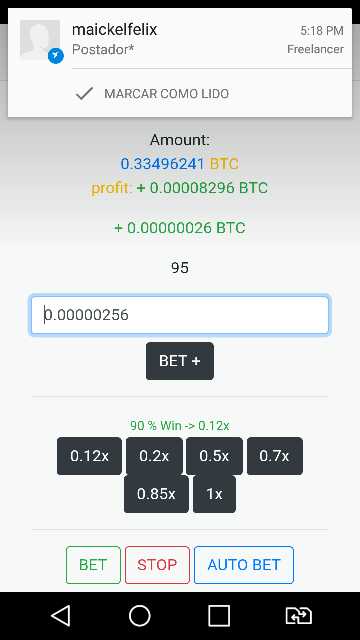 maickelfelix
5:18 PM
Postador*
Freelancer
MARCAR COMO LIDO
Amount:
0.33496241 BTC
profit: + 0.00008296 BTC
+ 0.00000026 BTC
95
0.00000256
BET +
90 % Win -> 0.12x
0.12x 0.2x 0.5x 0.7x
0.85x 1x
BET STOP AUTO BET